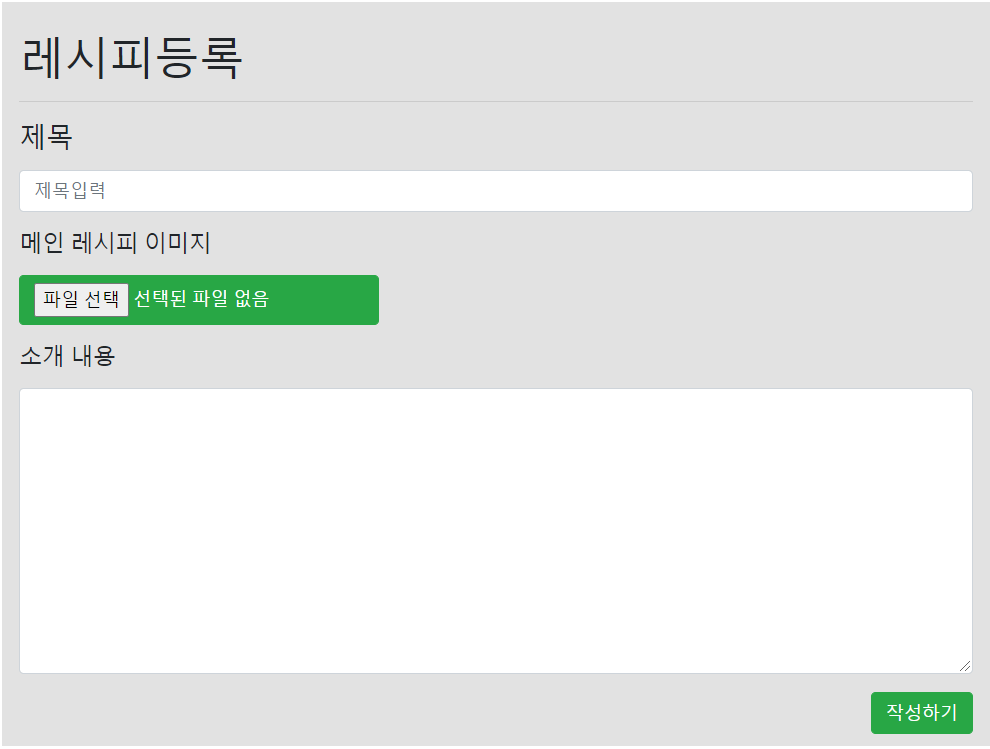 레시피등록
제목
제목입력
메인 레시피 이미지
파일 선택 선택된 파일 없음
소개 내용
작성하기